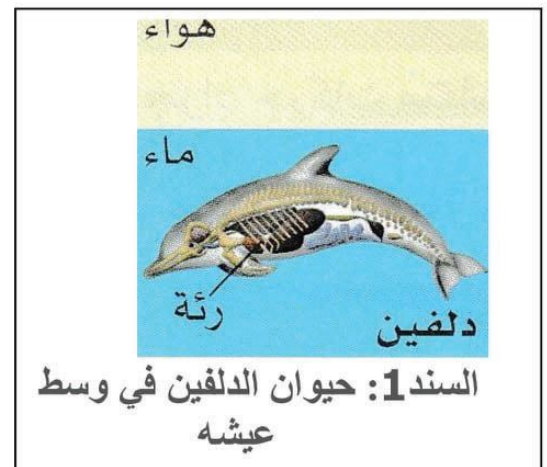 هواء
ماء
رئة
دلفين
السند1: حيوان الدلفين في وسط
عيشه